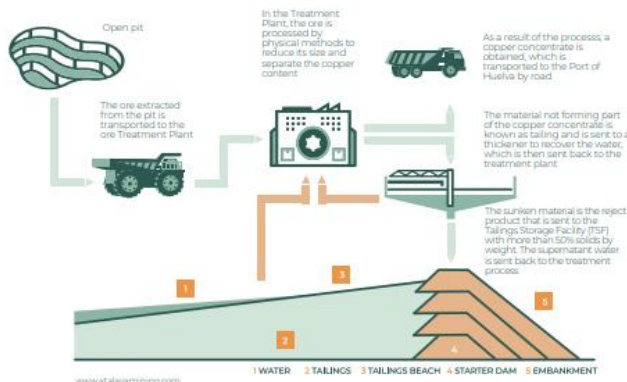 Open pit
In the Treatment
Plant, the ore is
processed by
physical methods to
reduce its size and
separate the copper
content
As a result of the processs, a
copper concentrate is
obtained, which is
transported to the Port of
Huelva by road
The ore extracted
from the pit is
transported to the
ore Treatment Plant
The material not forming part
of the copper concentrate is
known as tailing and is sent to a
thickener to recover the water,
which is then sent back to the
treatment plant
The sunken material is the reject
product that is sent to the
Tailings Storage Facility (TSF)
with more than 50% solids by
weight. The supernatant water
is sent back to the treatment
process
1
3
5
2
4
1 WATER 2 TAILINGS 3 TAILINGS BEACH 4 STARTER DAM 5 EMBANKMENT
www.atalayamining.com